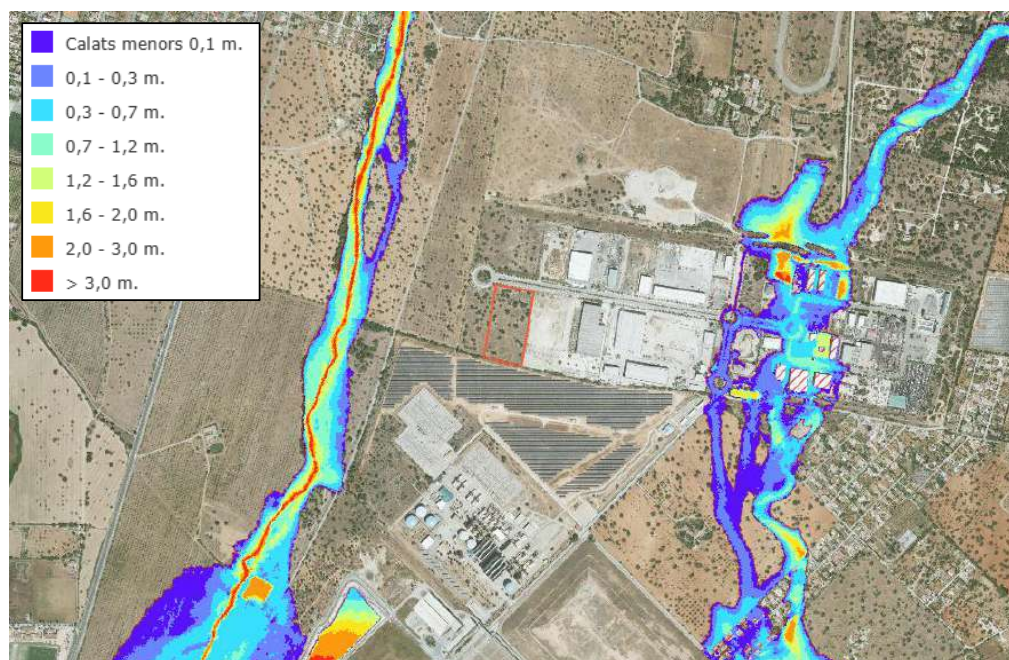 Calats menors 0,1 m.
0,1 - 0,3 m.
0,3 - 0,7 m.
0,7 - 1,2 m.
1,2 - 1,6 m.
1,6 - 2,0 m.
2,0 - 3,0 m.
> 3,0 m.